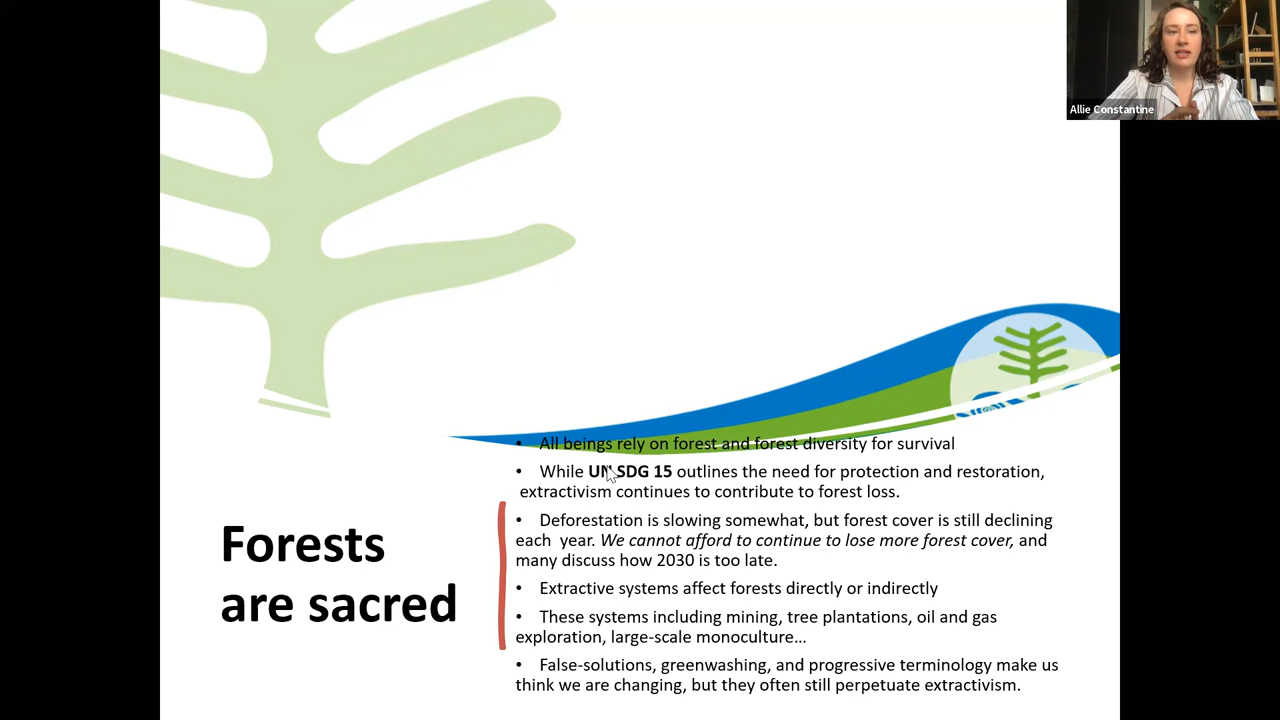 Allie Constantine
• All beings rely on forest and forest diversity for survival
• While UN SDG 15 outlines the need for protection and restoration,
extractivism continues to contribute to forest loss.
• Deforestation is slowing somewhat, but forest cover is still declining
each year. We cannot afford to continue to lose more forest cover, and
many discuss how 2030 is too late.
• Extractive systems affect forests directly or indirectly
• These systems including mining, tree plantations, oil and gas
exploration, large-scale monoculture…
• False-solutions, greenwashing, and progressive terminology make us
think we are changing, but they often still perpetuate extractivism.
Forests
are sacred